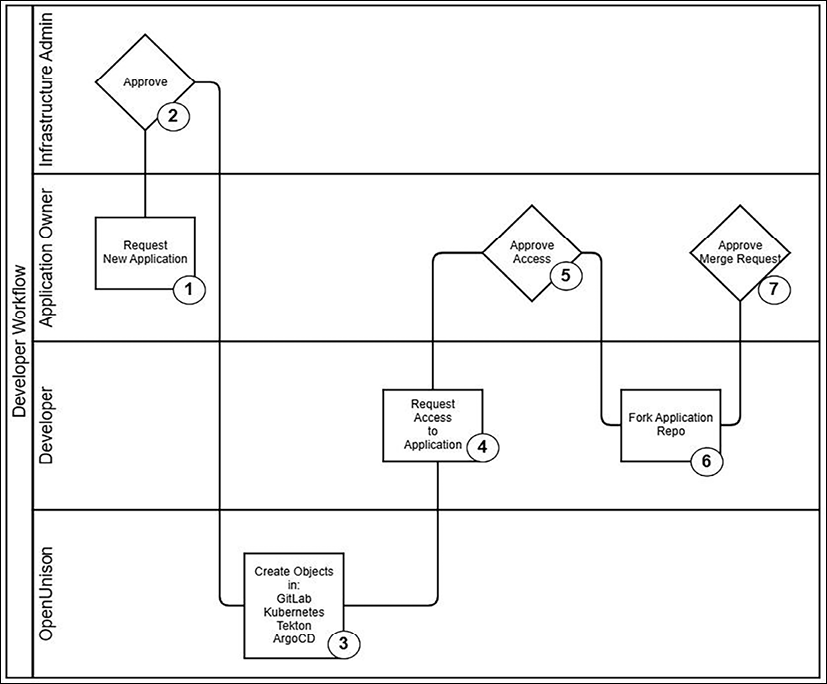 Developer Workflow
Infrastructure Admin
Approve
2
Application Owner
Request
New Application
1
Approve
Access
5
Approve
Merge Request
7
Developer
Request
Access
to
Application
4
Fork Application
Repo
6
OpenUnison
Create Objects
in:
GitLab
Kubernetes
Tekton
ArgoCD
3